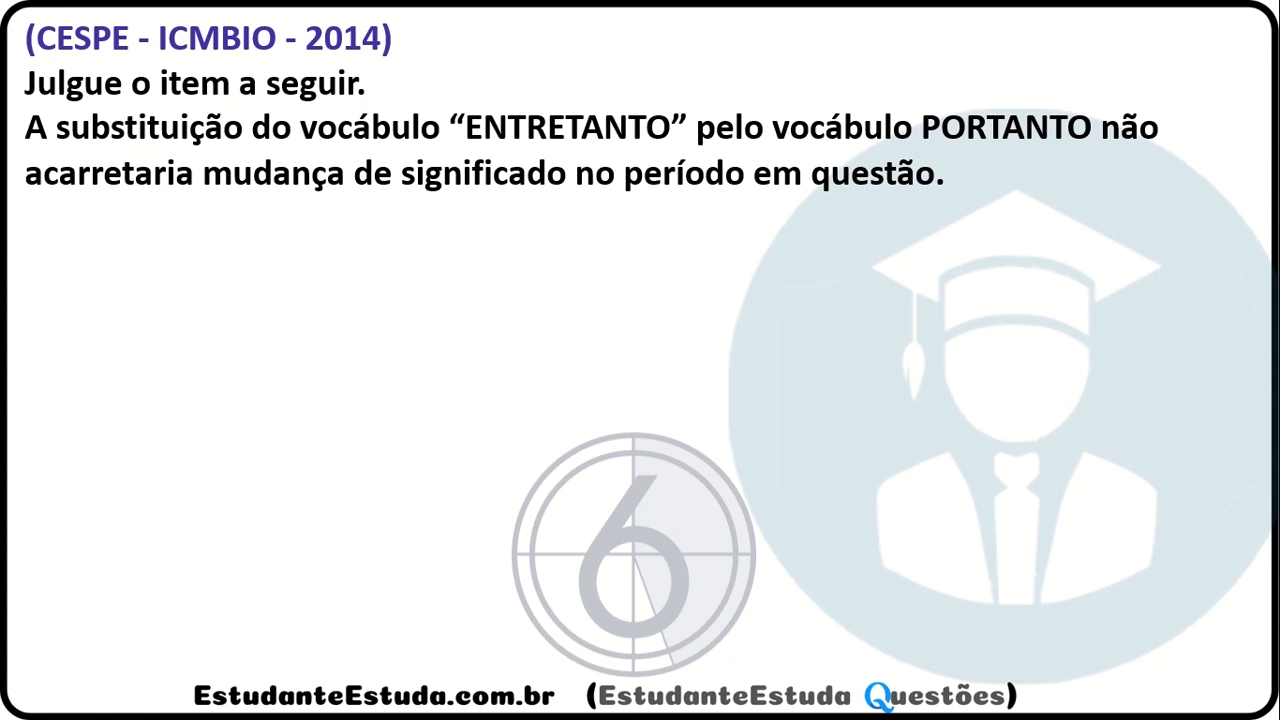 (CESPE - ICMBIO - 2014)
Julgue o item a seguir.
A substituição do vocábulo “ENTRETANTO” pelo vocábulo PORTANTO não
acarretaria mudança de significado no período em questão.
6
EstudanteEstuda.com.br (EstudanteEstuda Questões)